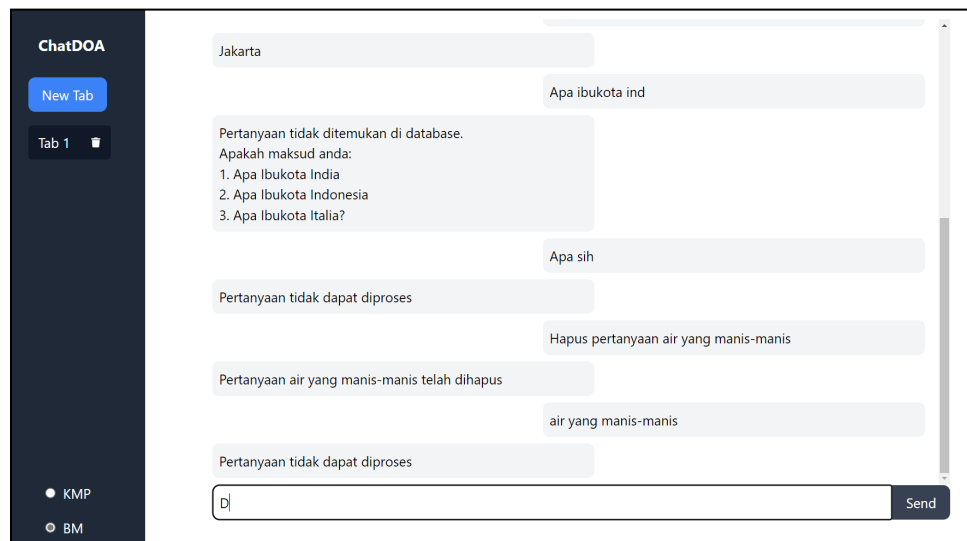 ChatDOA
New Tab
Tab 1
KMP
BM
Jakarta
Apa ibukota ind
Pertanyaan tidak ditemukan di database.
Apakah maksud anda:
1. Apa Ibukota India
2. Apa Ibukota Indonesia
3. Apa Ibukota Italia?
Apa sih
Pertanyaan tidak dapat diproses
Hapus pertanyaan air yang manis-manis
Pertanyaan air yang manis-manis telah dihapus
air yang manis-manis
Pertanyaan tidak dapat diproses
D
Send